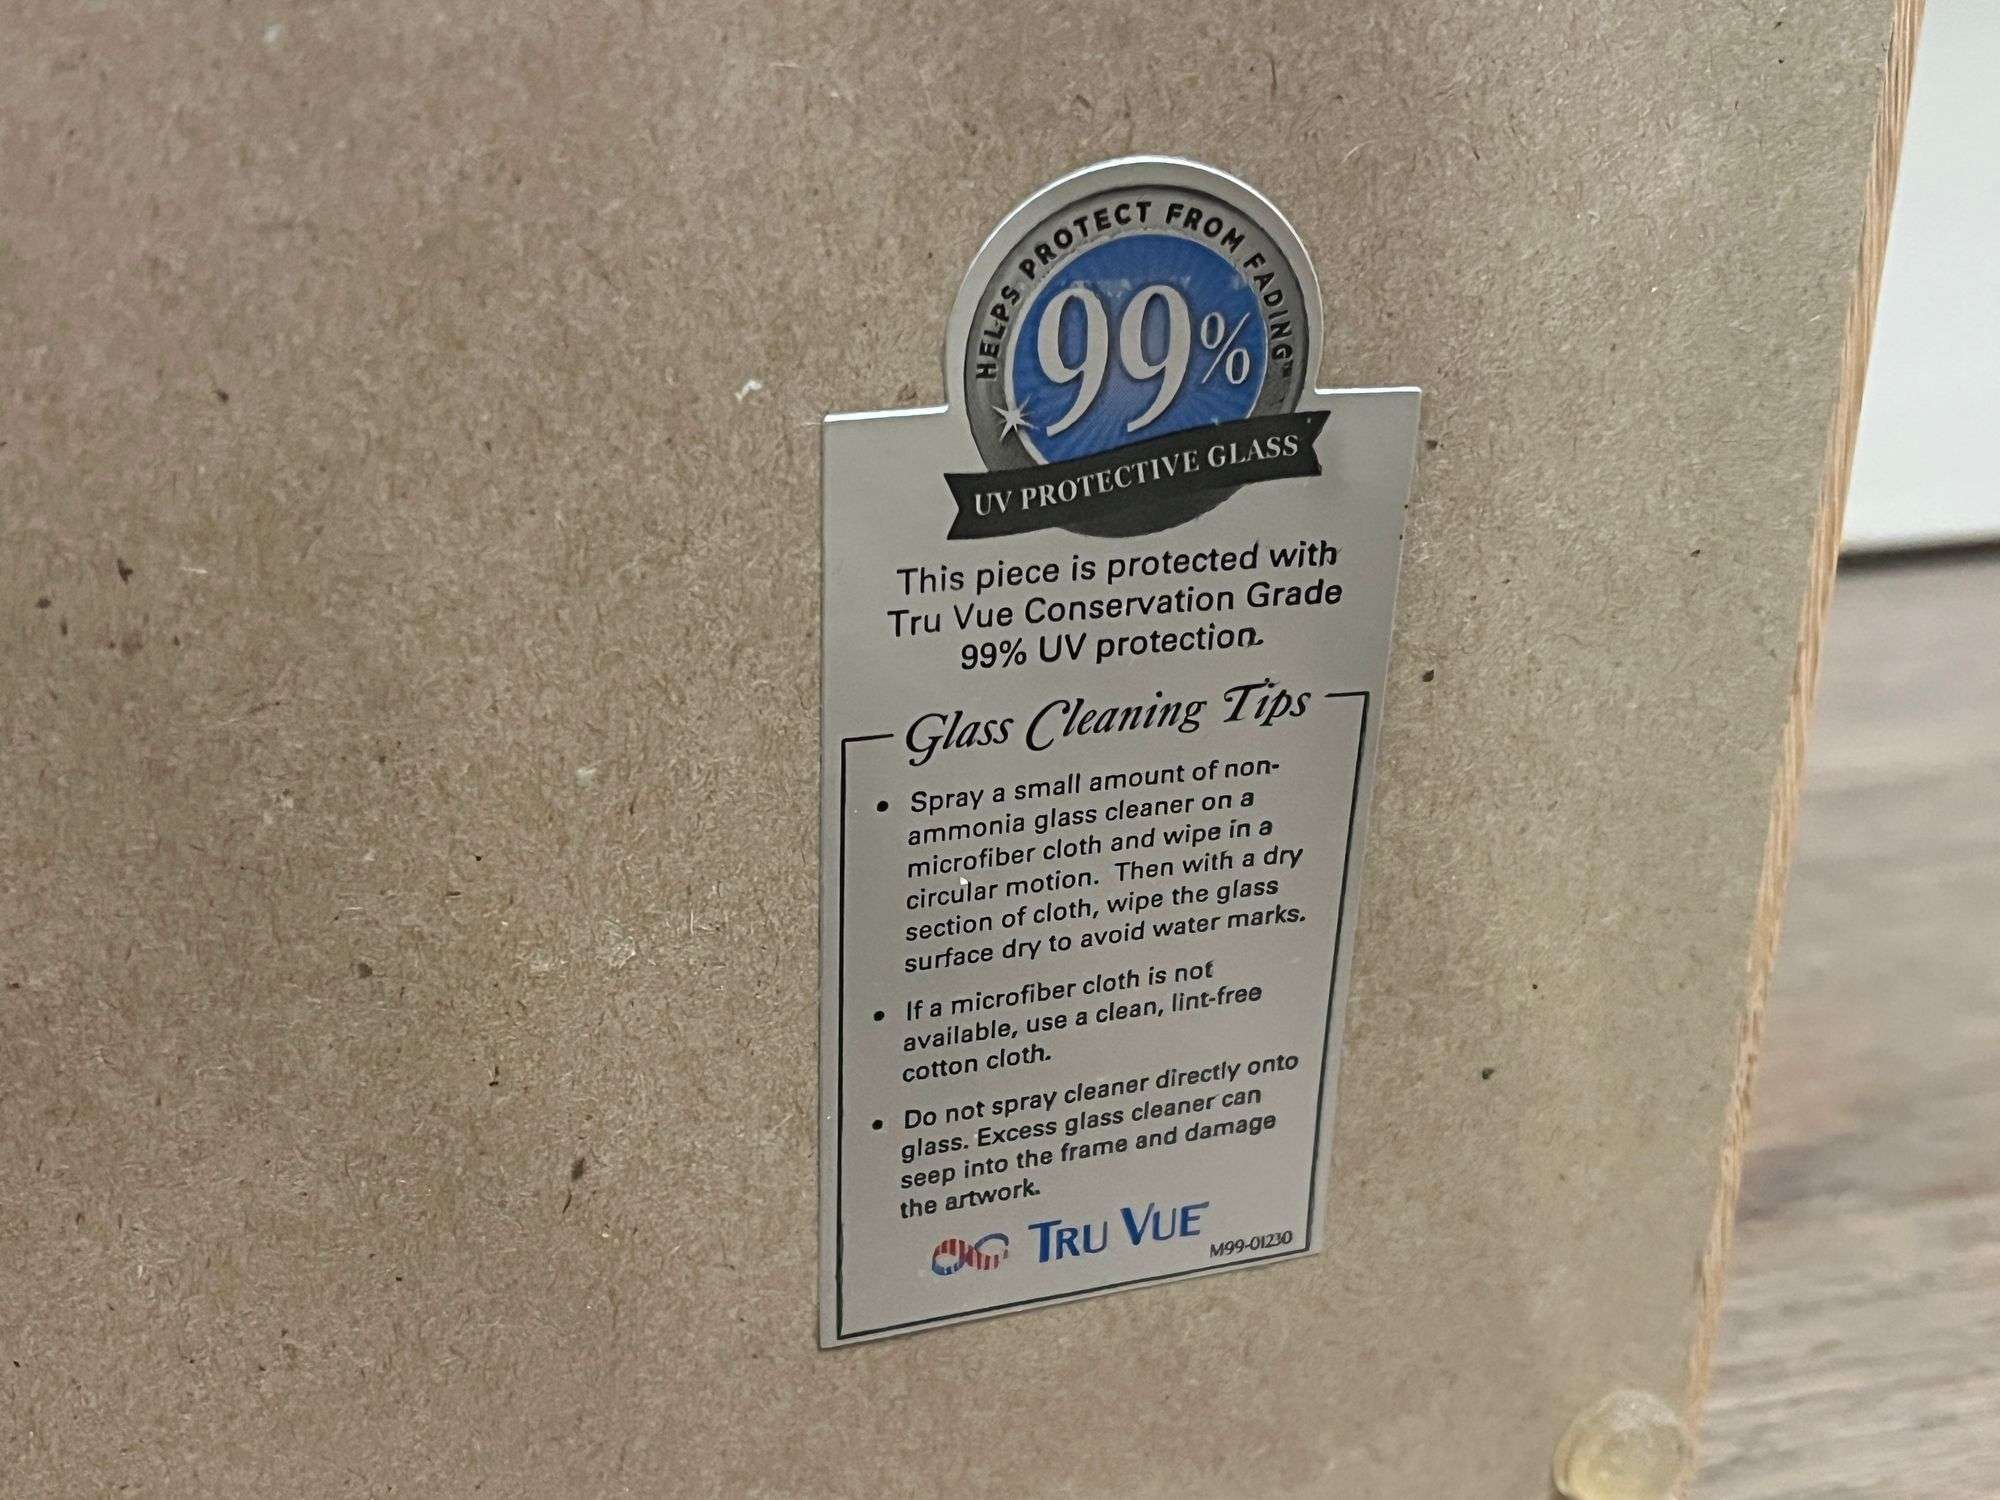 HELPS PROTECT FROM FADING™
99%
UV PROTECTIVE GLASS
This piece is protected with
Tru Vue Conservation Grade
99% UV protection.
Glass Cleaning Tips
• Spray a small amount of non-
ammonia glass cleaner on a
microfiber cloth and wipe in a
circular motion. Then with a dry
section of cloth, wipe the glass
surface dry to avoid water marks.
• If a microfiber cloth is not
available, use a clean, lint-free
cotton cloth.
• Do not spray cleaner directly onto
glass. Excess glass cleaner can
seep into the frame and damage
the artwork.
TRU VUE
M99-01230